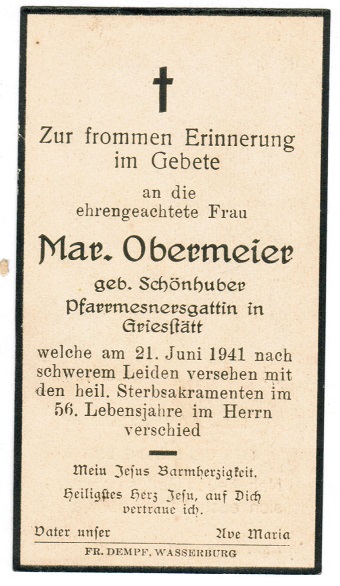 Zur frommen Erinnerung
im Gebete
an die
ehrengeachtete Frau
Mar. Obermeier
geb. Schönhuber
Pfarrmesnersgattin in
Griesstätt
welche am 21. Juni 1941 nach
schwerem Leiden versehen mit
den heil. Sterbsakramenten im
56. Lebensjahre im Herrn
verschied
Mein Jesus Barmherzigkeit.
Heiligstes Herz Jesu, auf Dich
vertraue ich.
Vater unser Ave Maria
FR. DEMPF, WASSERBURG